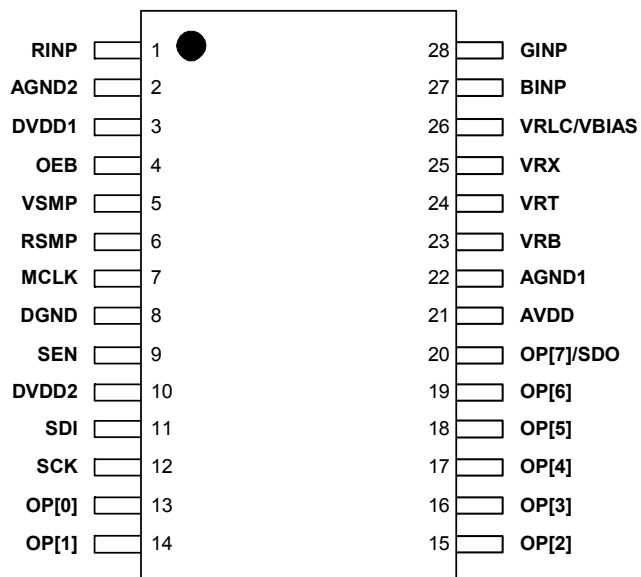 RINP 1 28 GINP
AGND2 2 27 BINP
DVDD1 3 26 VRLC/VBIAS
OEB 4 25 VRX
VSMP 5 24 VRT
RSMP 6 23 VRB
MCLK 7 22 AGND1
DGND 8 21 AVDD
SEN 9 20 OP[7]/SDO
DVDD2 10 19 OP[6]
SDI 11 18 OP[5]
SCK 12 17 OP[4]
OP[0] 13 16 OP[3]
OP[1] 14 15 OP[2]